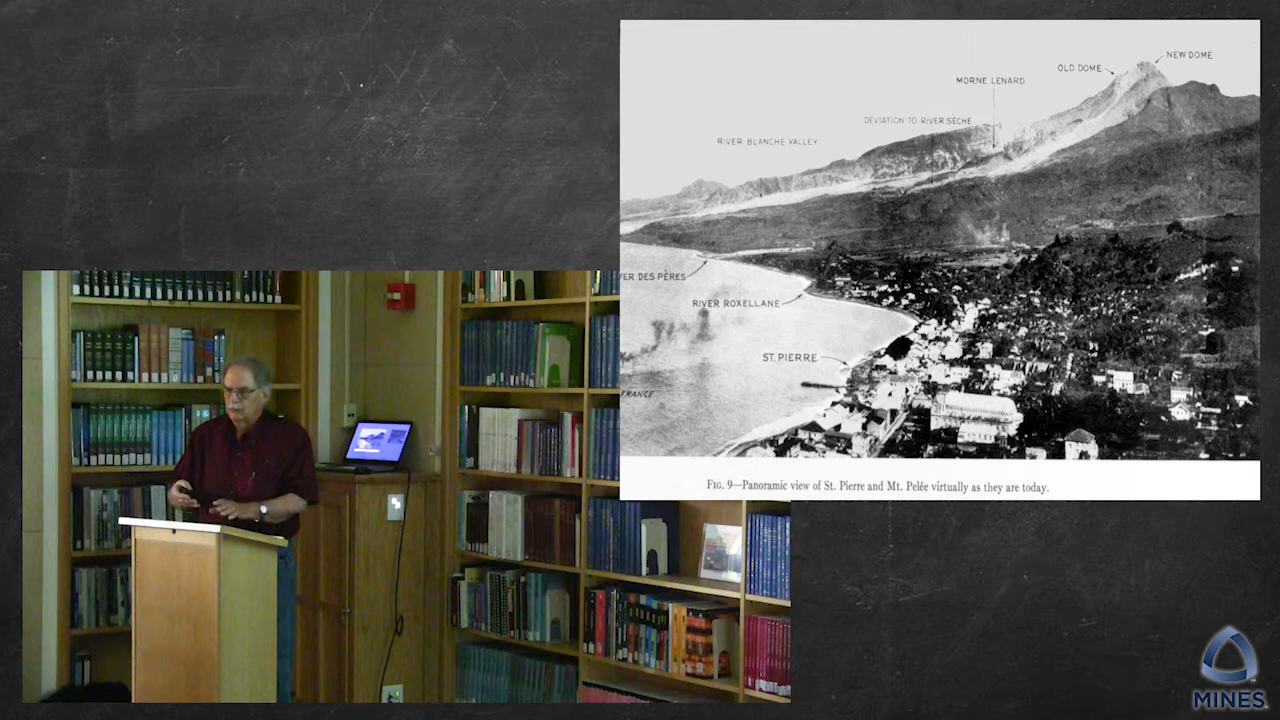 NEW DOME
OLD DOME
MORNE LENARD
DEVIATION TO RIVER SÈCHE
RIVER BLANCHE VALLEY
VER DES PÈRES
RIVER ROXELLANE
ST. PIERRE
FRANCE
FIG. 9—Panoramic view of St. Pierre and Mt. Pelée virtually as they are today.
MINES